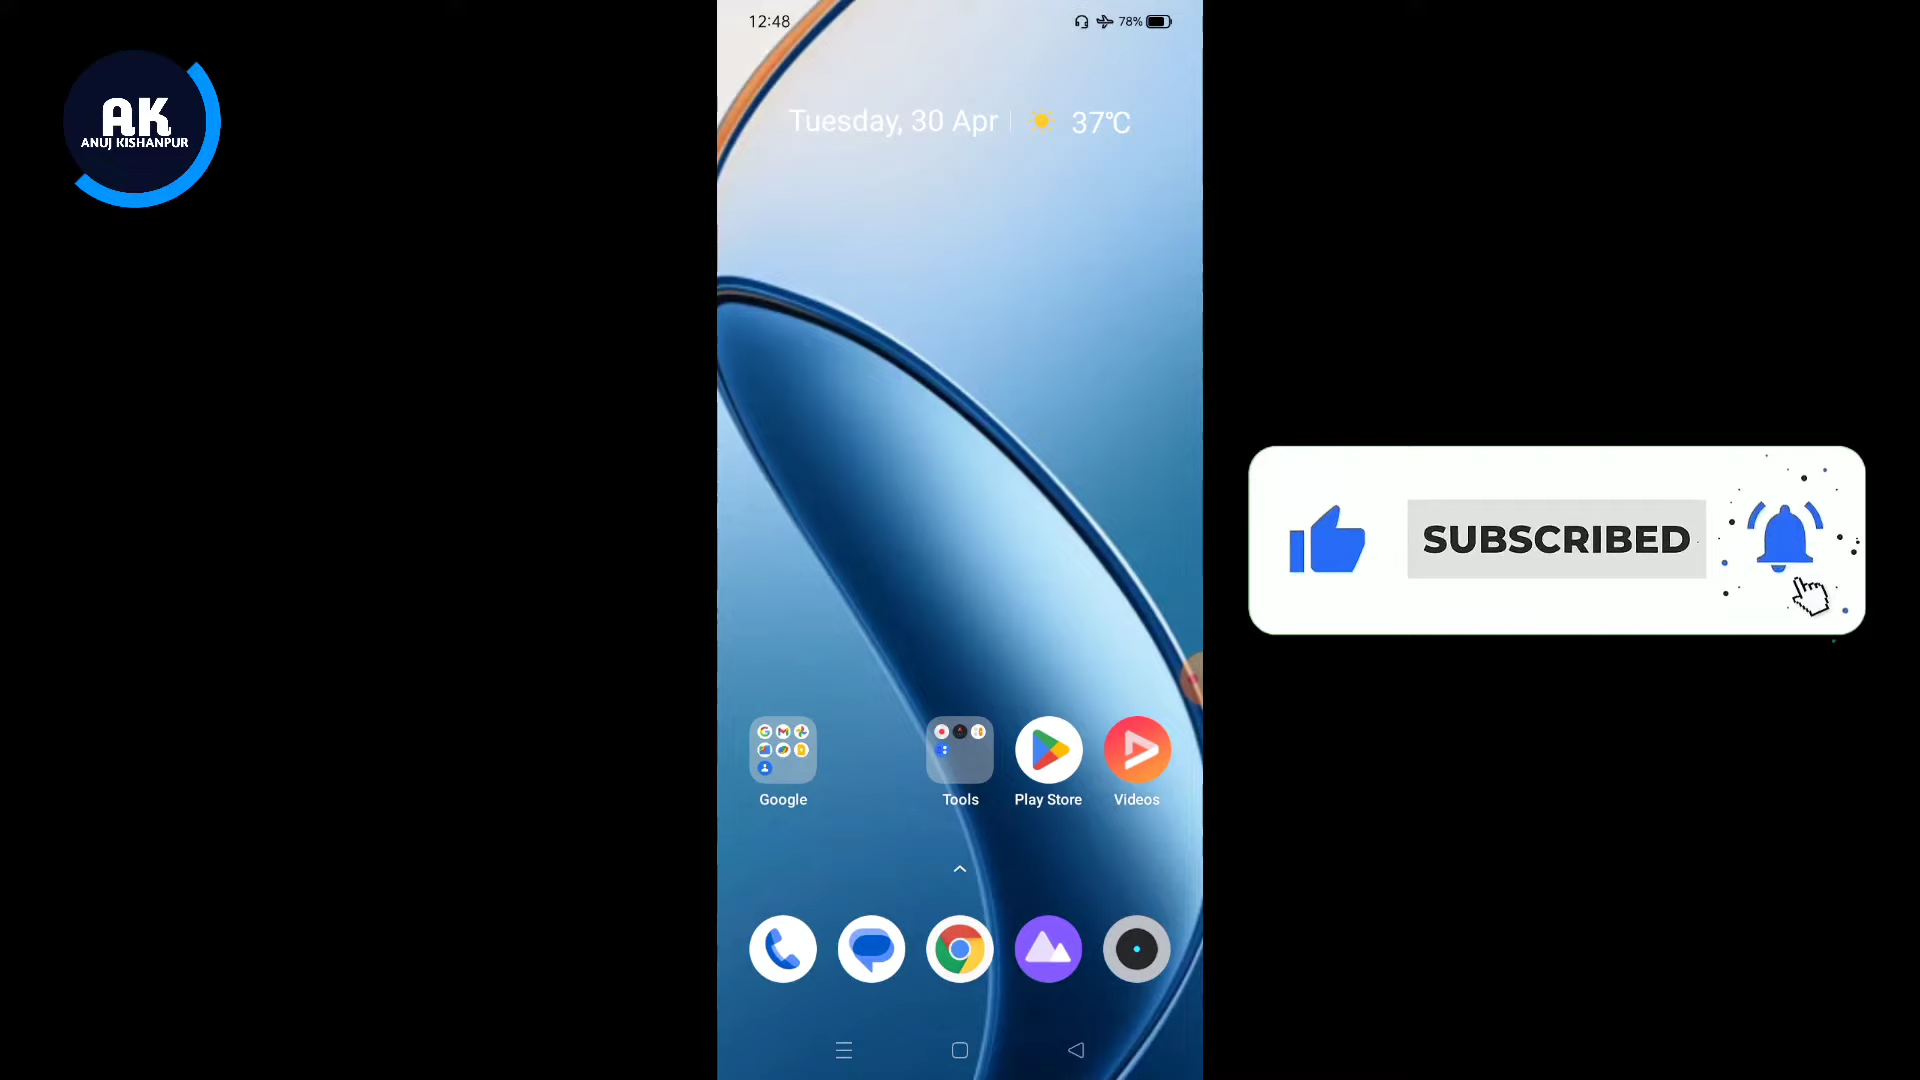 12:48
78%
AK
ANUJ KISHANPUR
Tuesday, 30 Apr
37°C
SUBSCRIBED
Google
Tools
Play Store
Videos